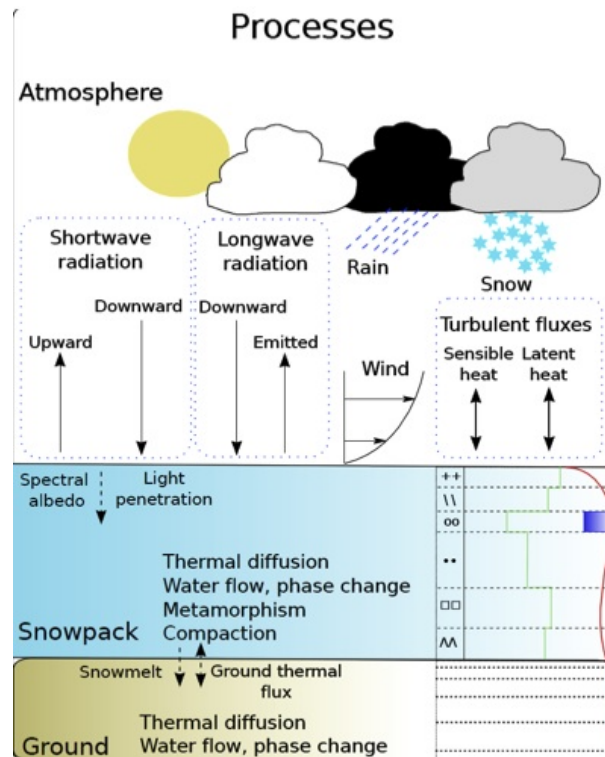 Processes
Atmosphere
Shortwave
radiation
Longwave
radiation
Rain
Snow
Downward
Downward
Upward
Emitted
Wind
Turbulent fluxes
Sensible
heat
Latent
heat
Spectral
albedo
Light
penetration
Thermal diffusion
Water flow, phase change
Metamorphism
Compaction
Snowpack
++
\\
oo
••
□□
ΛΛ
Snowmelt
Ground thermal
flux
Thermal diffusion
Water flow, phase change
Ground